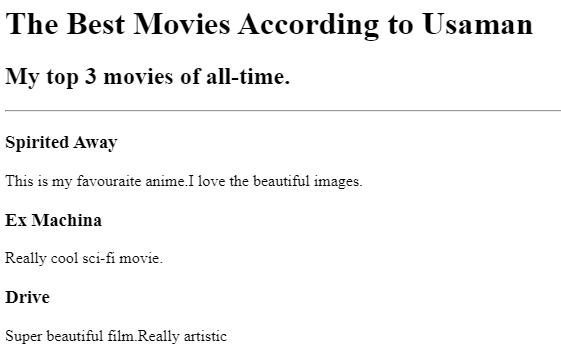 The Best Movies According to Usaman
My top 3 movies of all-time.
Spirited Away
This is my favouraite anime.I love the beautiful images.
Ex Machina
Really cool sci-fi movie.
Drive
Super beautiful film.Really artistic